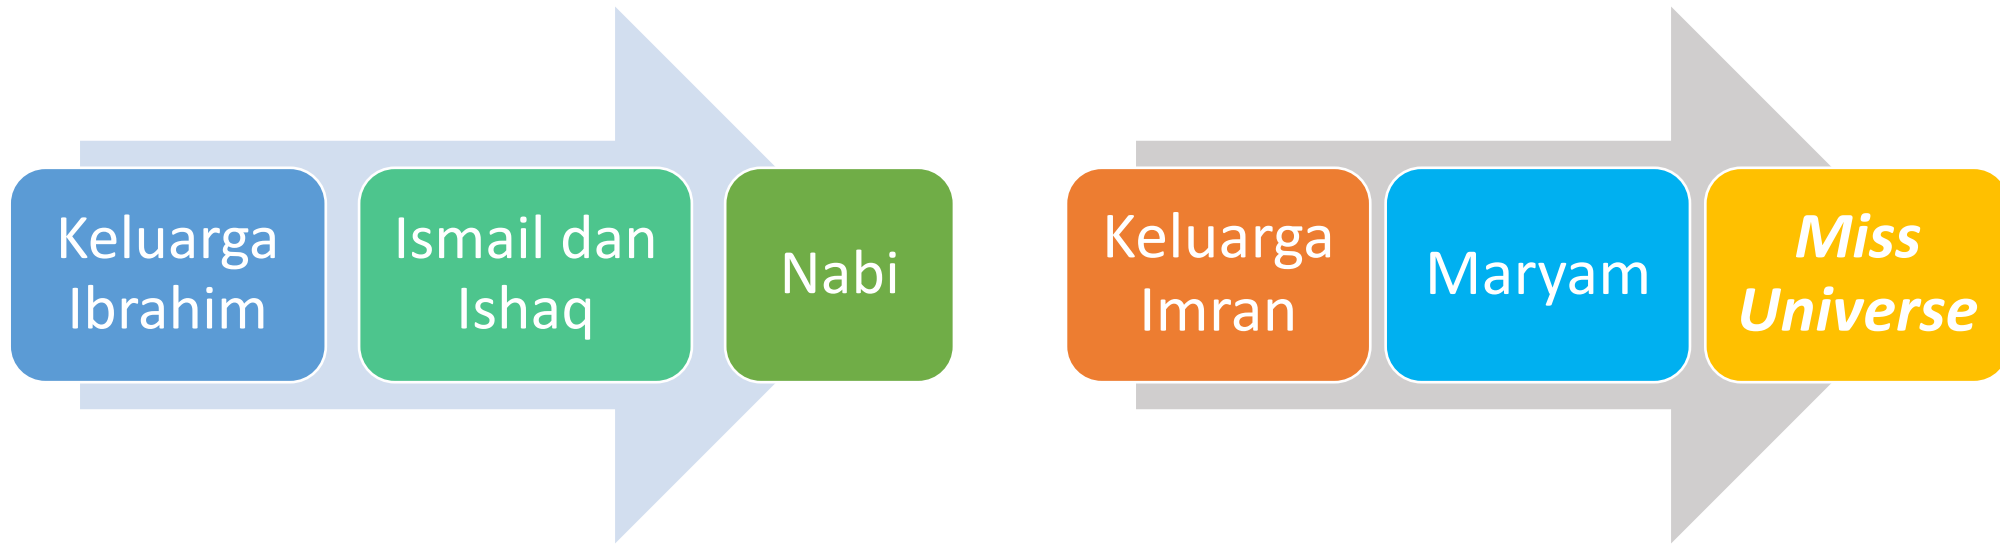 Keluarga
Ibrahim
Ismail dan
Ishaq
Nabi
Keluarga
Imran
Maryam
Miss
Universe